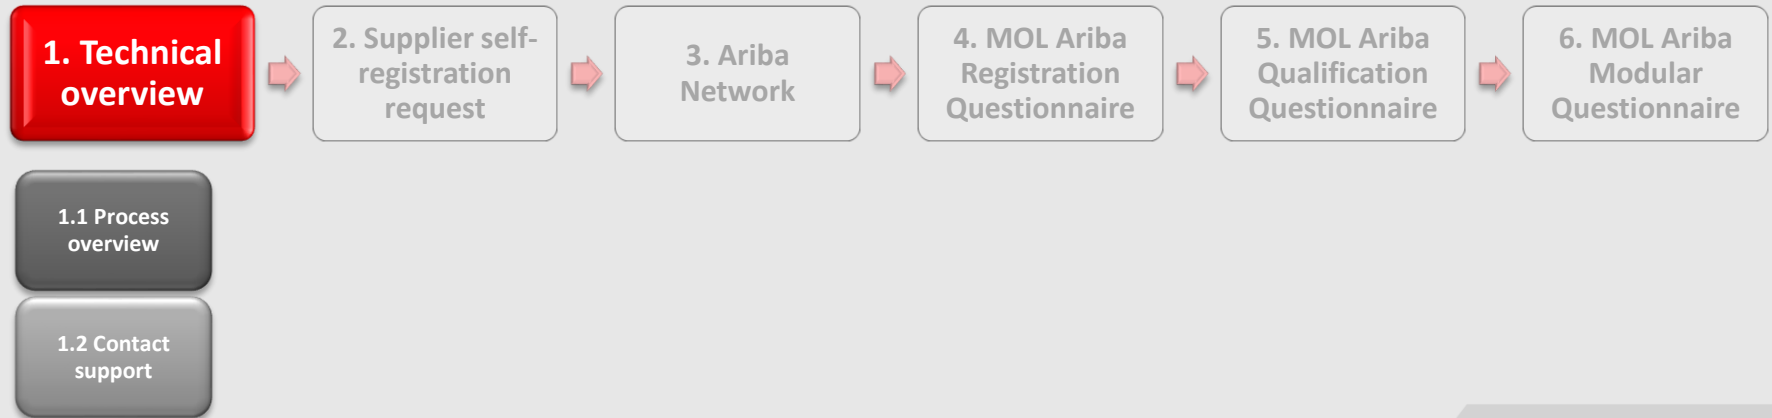 1. Technical
overview
2. Supplier self-
registration
request
3. Ariba
Network
4. MOL Ariba
Registration
Questionnaire
5. MOL Ariba
Qualification
Questionnaire
6. MOL Ariba
Modular
Questionnaire
1.1 Process
overview
1.2 Contact
support